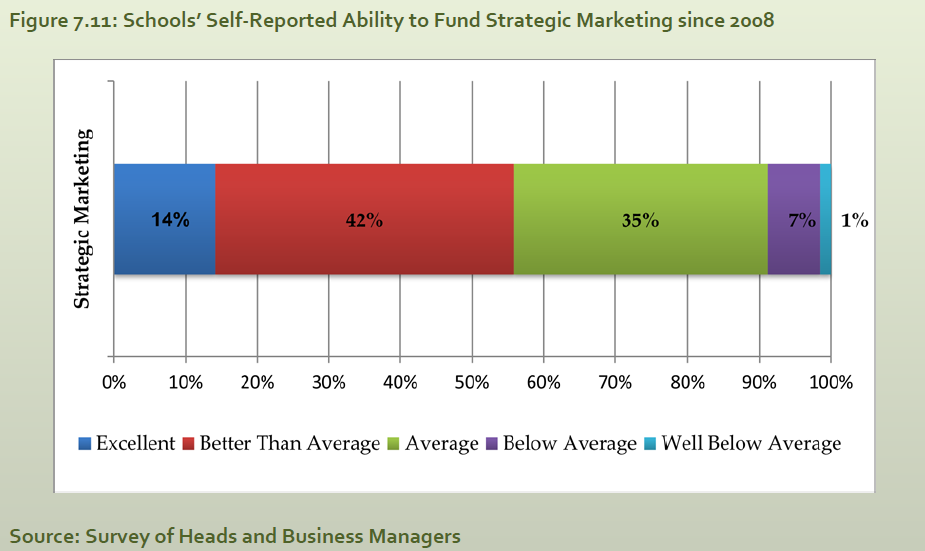 Figure 7.11: Schools’ Self-Reported Ability to Fund Strategic Marketing since 2008
Strategic Marketing
14% 42% 35% 7% 1%
0% 10% 20% 30% 40% 50% 60% 70% 80% 90% 100%
Excellent Better Than Average Average Below Average Well Below Average
Source: Survey of Heads and Business Managers